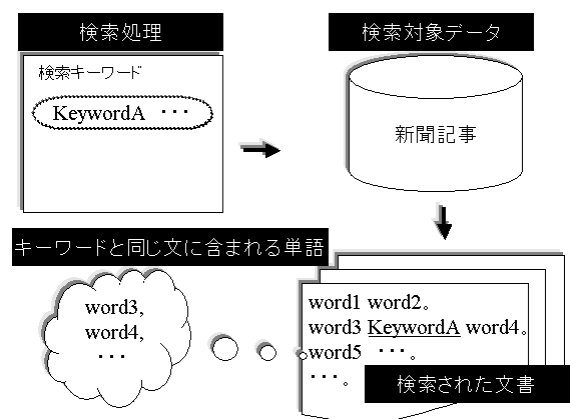 検索処理
検索対象データ
検索キーワード
KeywordA ・・・
新聞記事
キーワードと同じ文に含まれる単語
word3,
word4,
・・・
word1 word2。
word3 KeywordA word4。
word5 ・・・。
・・・。
検索された文書